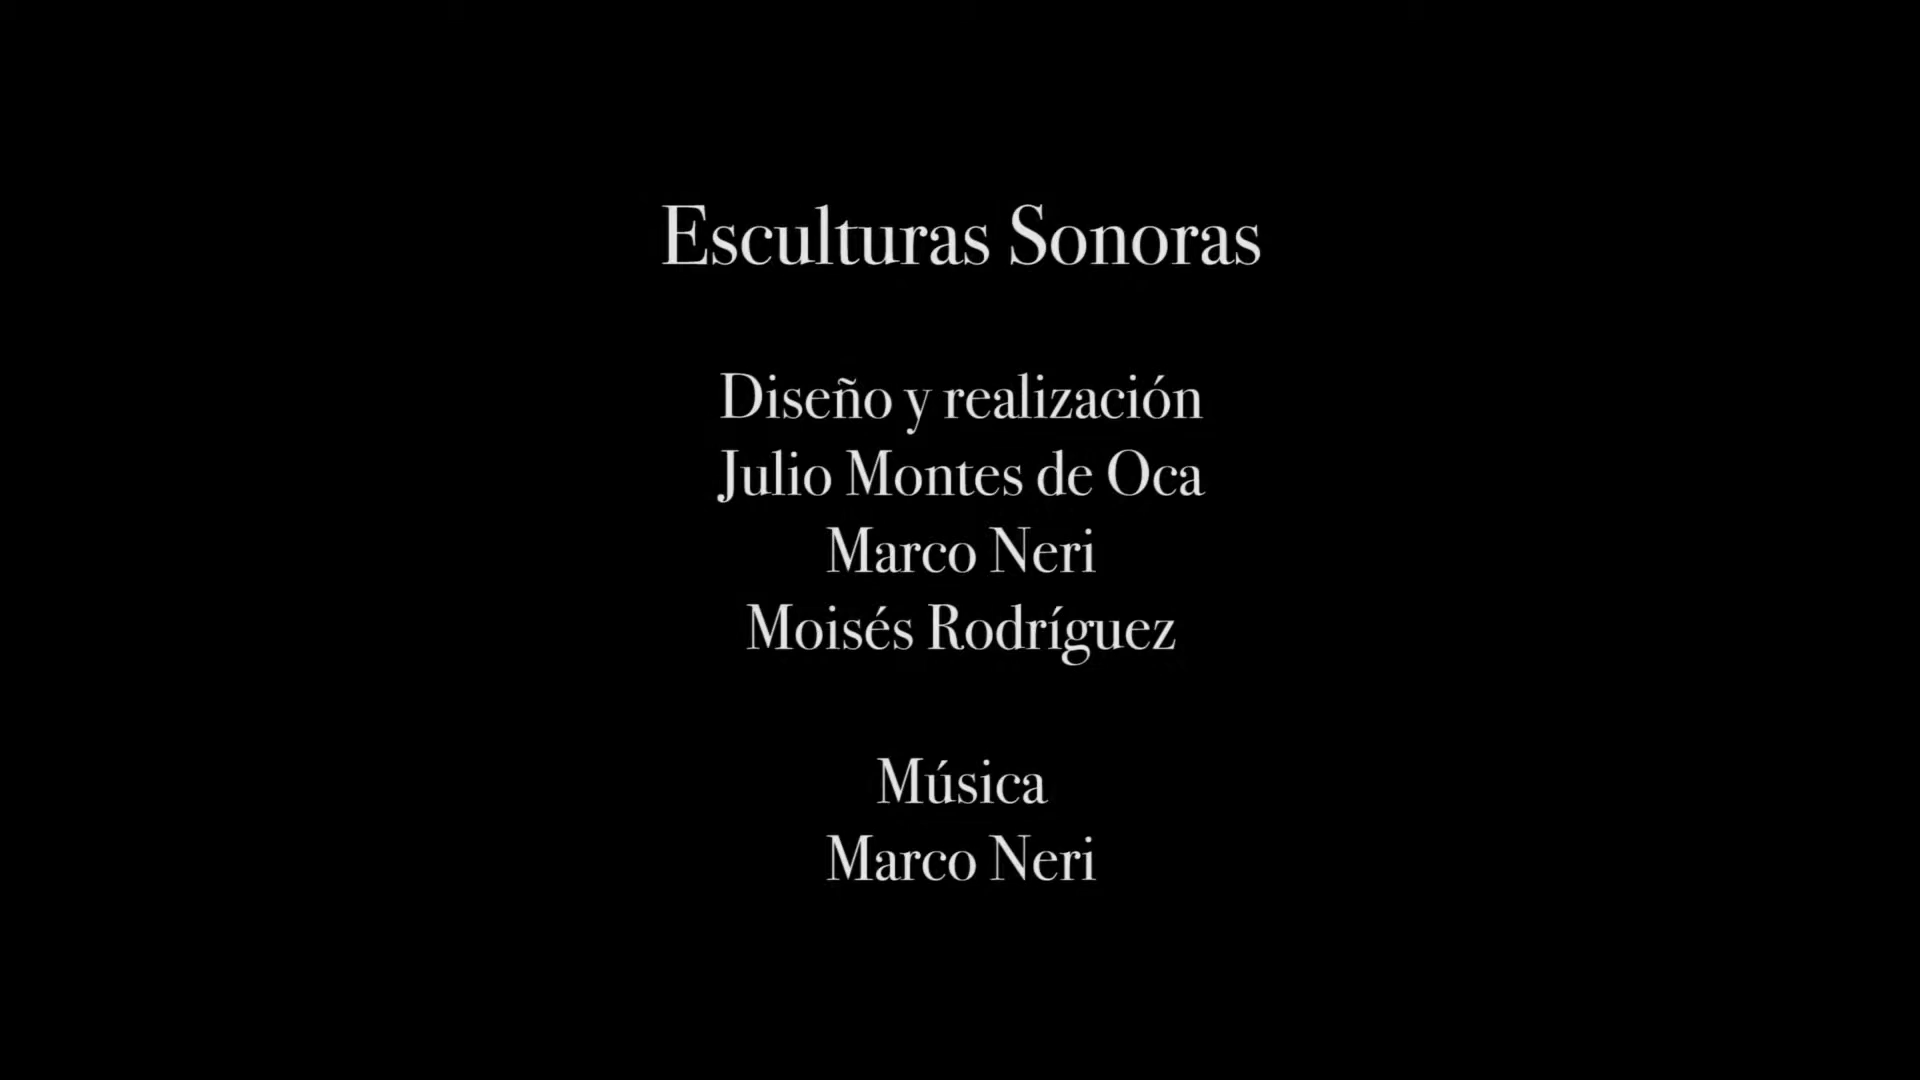 Esculturas Sonoras
Diseño y realización
Julio Montes de Oca
Marco Neri
Moisés Rodríguez
Música
Marco Neri